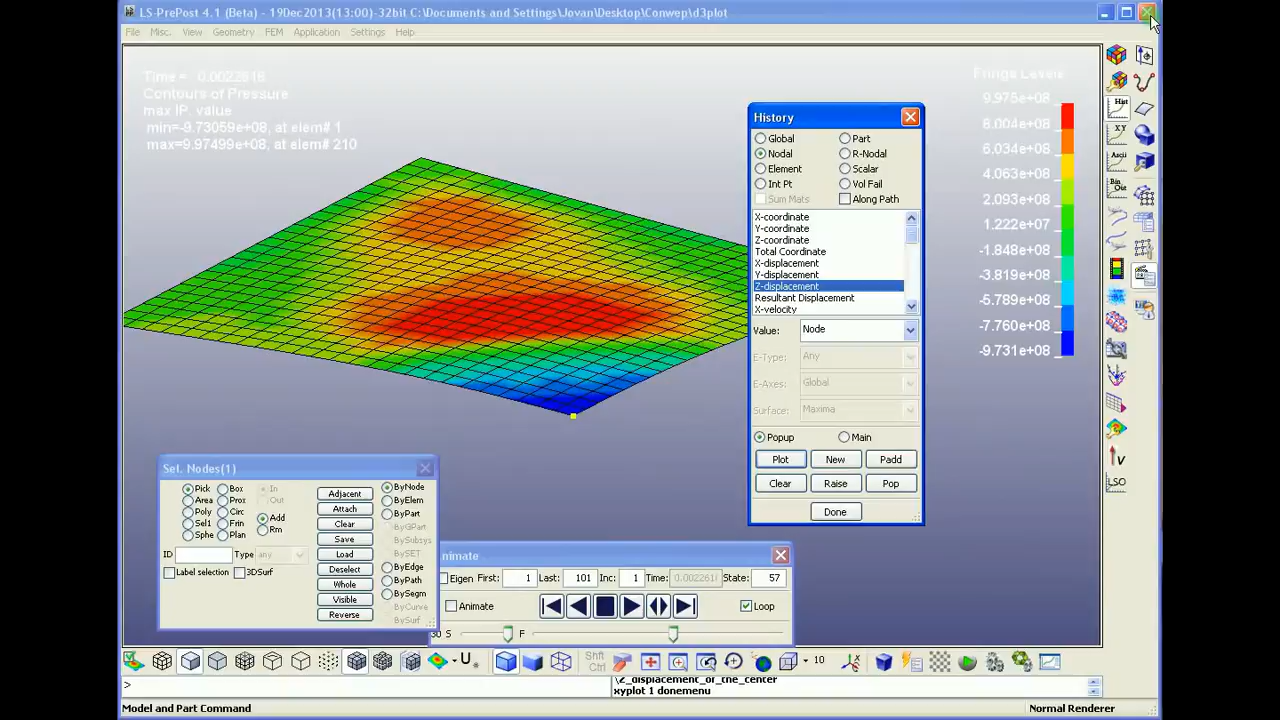 LS-PrePost 4.1 (Beta) - 19Dec2013(13:00)-32bit C:\Documents and Settings\Jovan\Desktop\Conwep\d3plot
File Misc. View Geometry FEM Application Settings Help
Time = 0.0022618
Contours of Pressure
max IP. value
min=-9.73059e+08, at elem# 1
max=9.97499e+08, at elem# 210
Fringe Levels
9.975e+08
8.004e+08
6.034e+08
4.063e+08
2.093e+08
1.222e+07
-1.848e+08
-3.819e+08
-5.789e+08
-7.760e+08
-9.731e+08
History
Global Part
Nodal R-Nodal
Element Scalar
Int Pt Vol Fail
Sum Mats Along Path
X-coordinate
Y-coordinate
Z-coordinate
Total Coordinate
X-displacement
Y-displacement
Z-displacement
Resultant Displacement
X-velocity
Value: Node
E-Type: Any
E-Axes: Global
Surface: Maxima
Popup Main
Plot New Padd
Clear Raise Pop
Done
Hist
XY
Ascii
Bin Out
LSO
Sel. Nodes(1)
Pick Box In
Area Prox Out
Poly Circ
Sel1 Frin Add
Sphe Plan Rm
ID Type any
Label selection 3DSurf
Adjacent
Attach
Clear
Save
Load
Deselect
Whole
Visible
Reverse
ByNode
ByElem
ByPart
ByGPart
BySubsys
BySET
ByEdge
ByPath
BySegm
ByCurve
BySurf
nimate
Eigen First: 1 Last: 101 Inc: 1 Time: 0.002261 State: 57
Animate Loop
30 S F
Shft
Ctrl
10
>
\Z_displacement_of_the_center
xyplot 1 donemenu
Model and Part Command
Normal Renderer